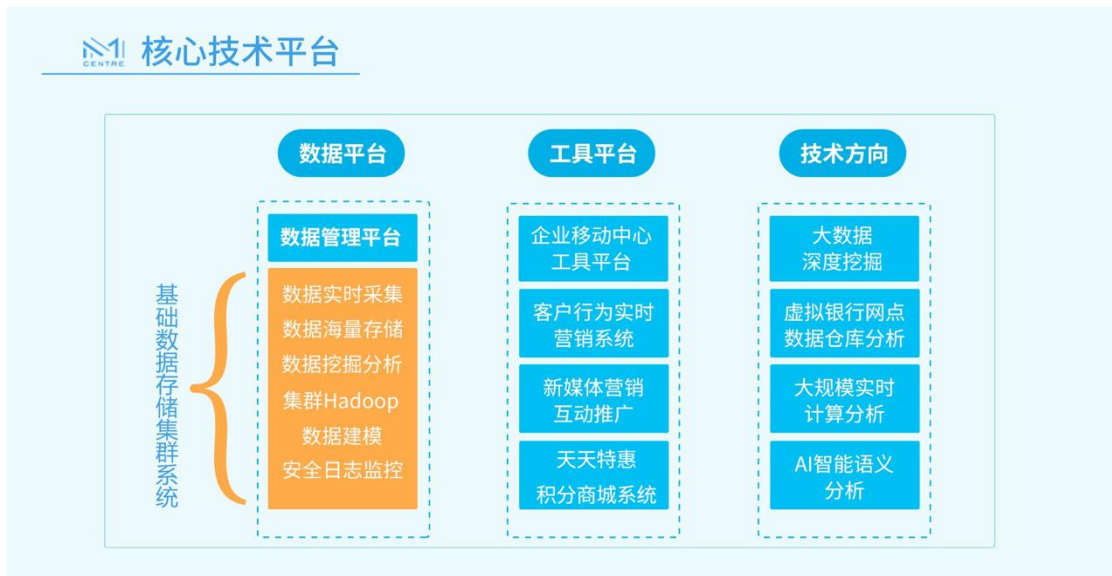 M CENTRE 核心技术平台
数据平台
工具平台
技术方向
基础数据存储集群系统
数据管理平台
数据实时采集
数据海量存储
数据挖掘分析
集群Hadoop
数据建模
安全日志监控
企业移动中心
工具平台
客户行为实时
营销系统
新媒体营销
互动推广
天天特惠
积分商城系统
大数据
深度挖掘
虚拟银行网点
数据仓库分析
大规模实时
计算分析
AI智能语义
分析